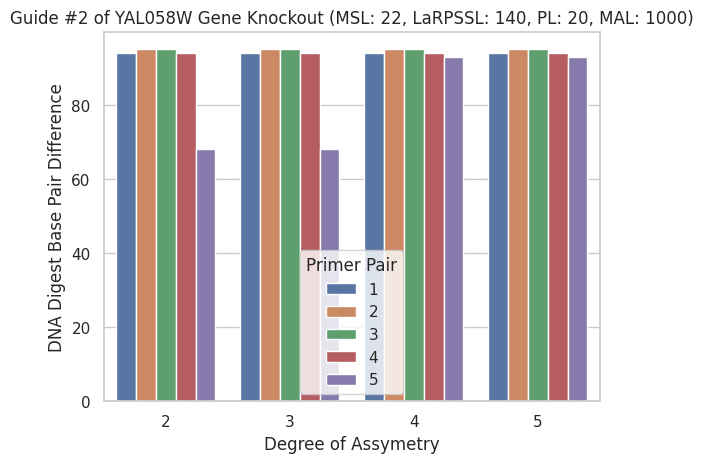 Guide #2 of YAL058W Gene Knockout (MSL: 22, LaRPSSL: 140, PL: 20, MAL: 1000)
DNA Digest Base Pair Difference
80
60
40
20
0
Primer Pair
1
2
3
4
5
2 3 4 5
Degree of Assymetry